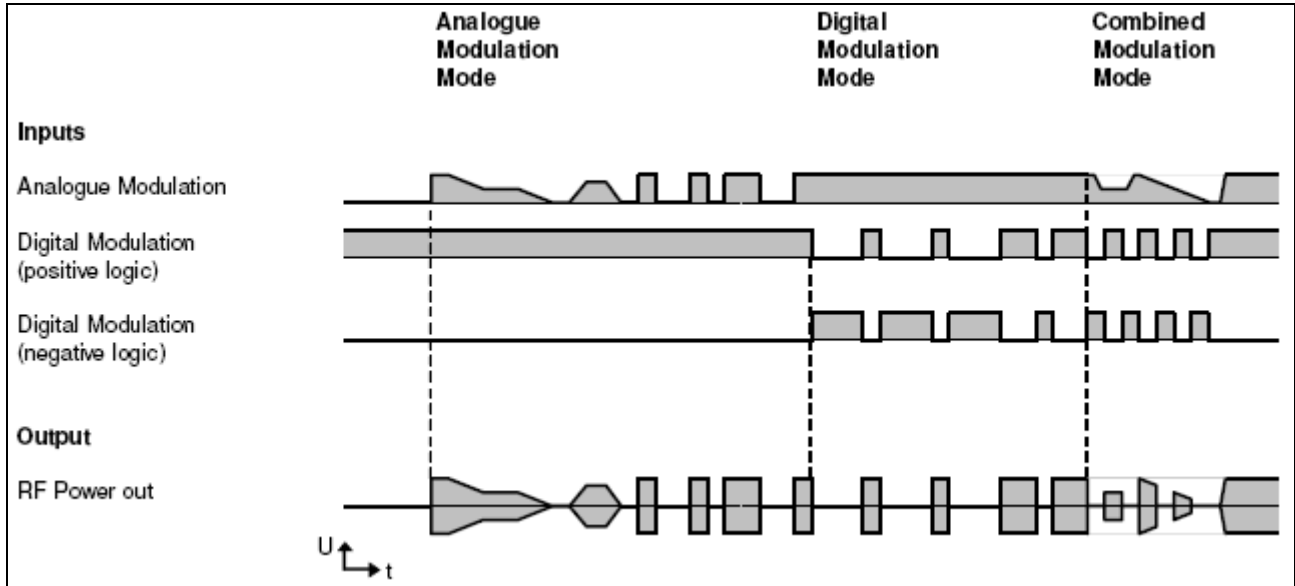 Analogue
Modulation
Mode
Digital
Modulation
Mode
Combined
Modulation
Mode
Inputs
Analogue Modulation
Digital Modulation
(positive logic)
Digital Modulation
(negative logic)
Output
RF Power out
U
t